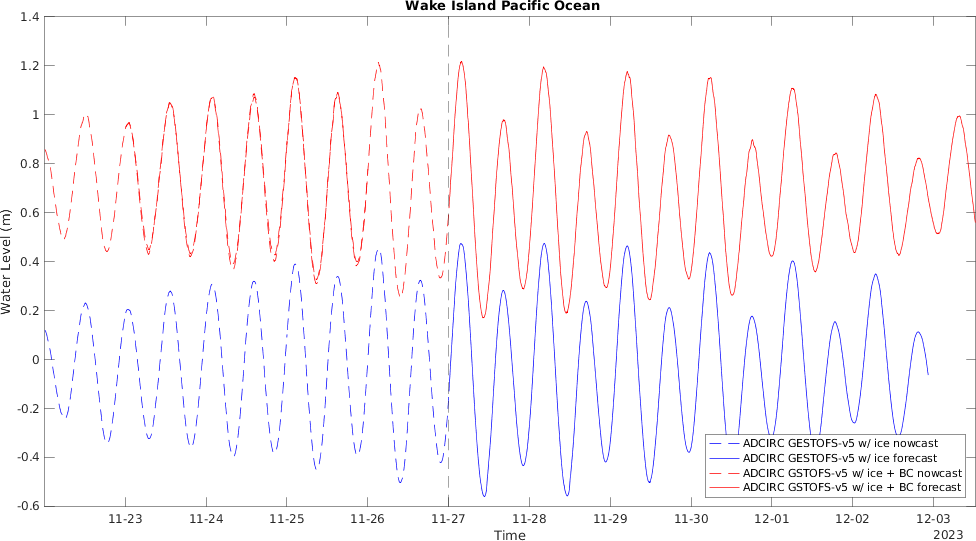 Wake Island Pacific Ocean
1.4
1.2
1
0.8
0.6
0.4
0.2
0
-0.2
-0.4
-0.6
Water Level (m)
ADCIRC GESTOFS-v5 w/ ice nowcast
ADCIRC GESTOFS-v5 w/ ice forecast
ADCIRC GSTOFS-v5 w/ ice + BC nowcast
ADCIRC GSTOFS-v5 w/ ice + BC forecast
11-23 11-24 11-25 11-26 11-27 11-28 11-29 11-30 12-01 12-02 12-03
Time
2023